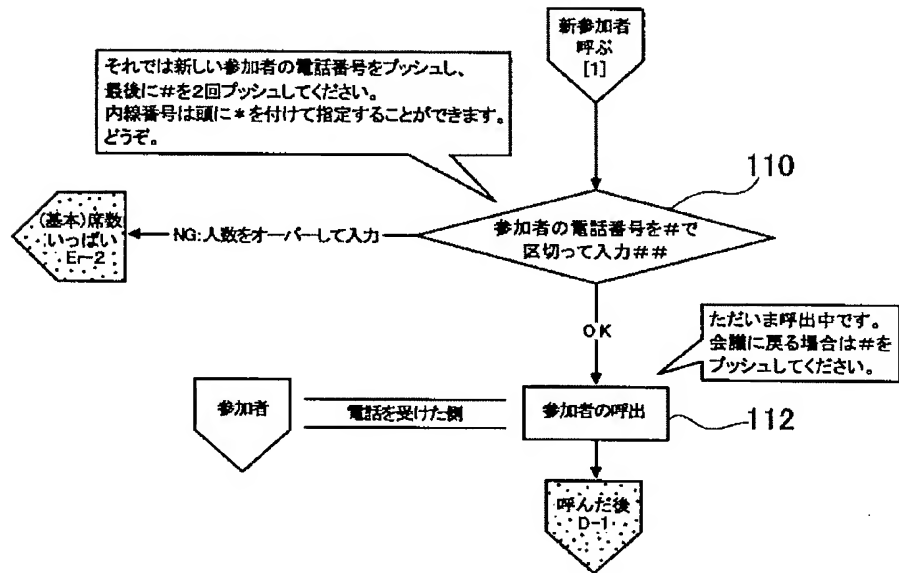 新参加者
呼ぶ
[1]
それでは新しい参加者の電話番号をプッシュし、
最後に#を2回プッシュしてください。
内線番号は頭に*を付けて指定することができます。
どうぞ。
110
(基本)席数
いっぱい
Er-2
NG:人数をオーバーして入力
参加者の電話番号を#で
区切って入力##
OK
ただいま呼出中です。
会議に戻る場合は#を
プッシュしてください。
参加者
電話を受けた側
参加者の呼出
112
呼んだ後
D-1